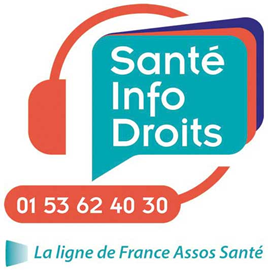 Santé
Info
Droits
01 53 62 40 30
La ligne de France Assos Santé